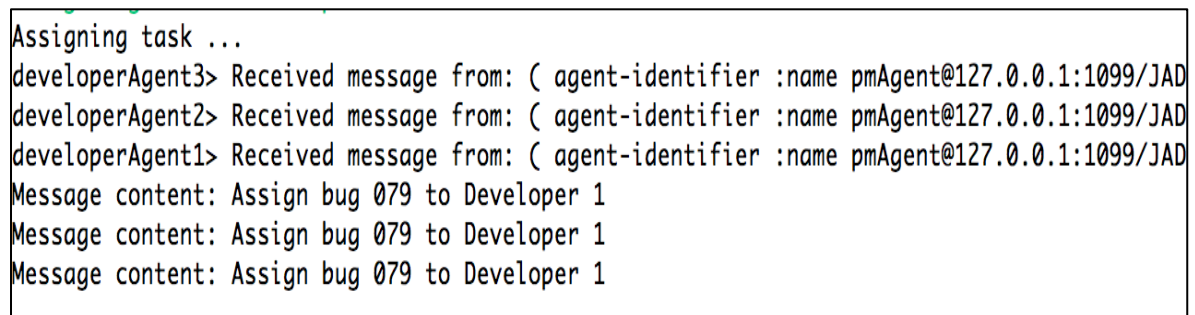 Assigning task ...
developerAgent3> Received message from: ( agent-identifier :name pmAgent@127.0.0.1:1099/JAD
developerAgent2> Received message from: ( agent-identifier :name pmAgent@127.0.0.1:1099/JAD
developerAgent1> Received message from: ( agent-identifier :name pmAgent@127.0.0.1:1099/JAD
Message content: Assign bug 079 to Developer 1
Message content: Assign bug 079 to Developer 1
Message content: Assign bug 079 to Developer 1